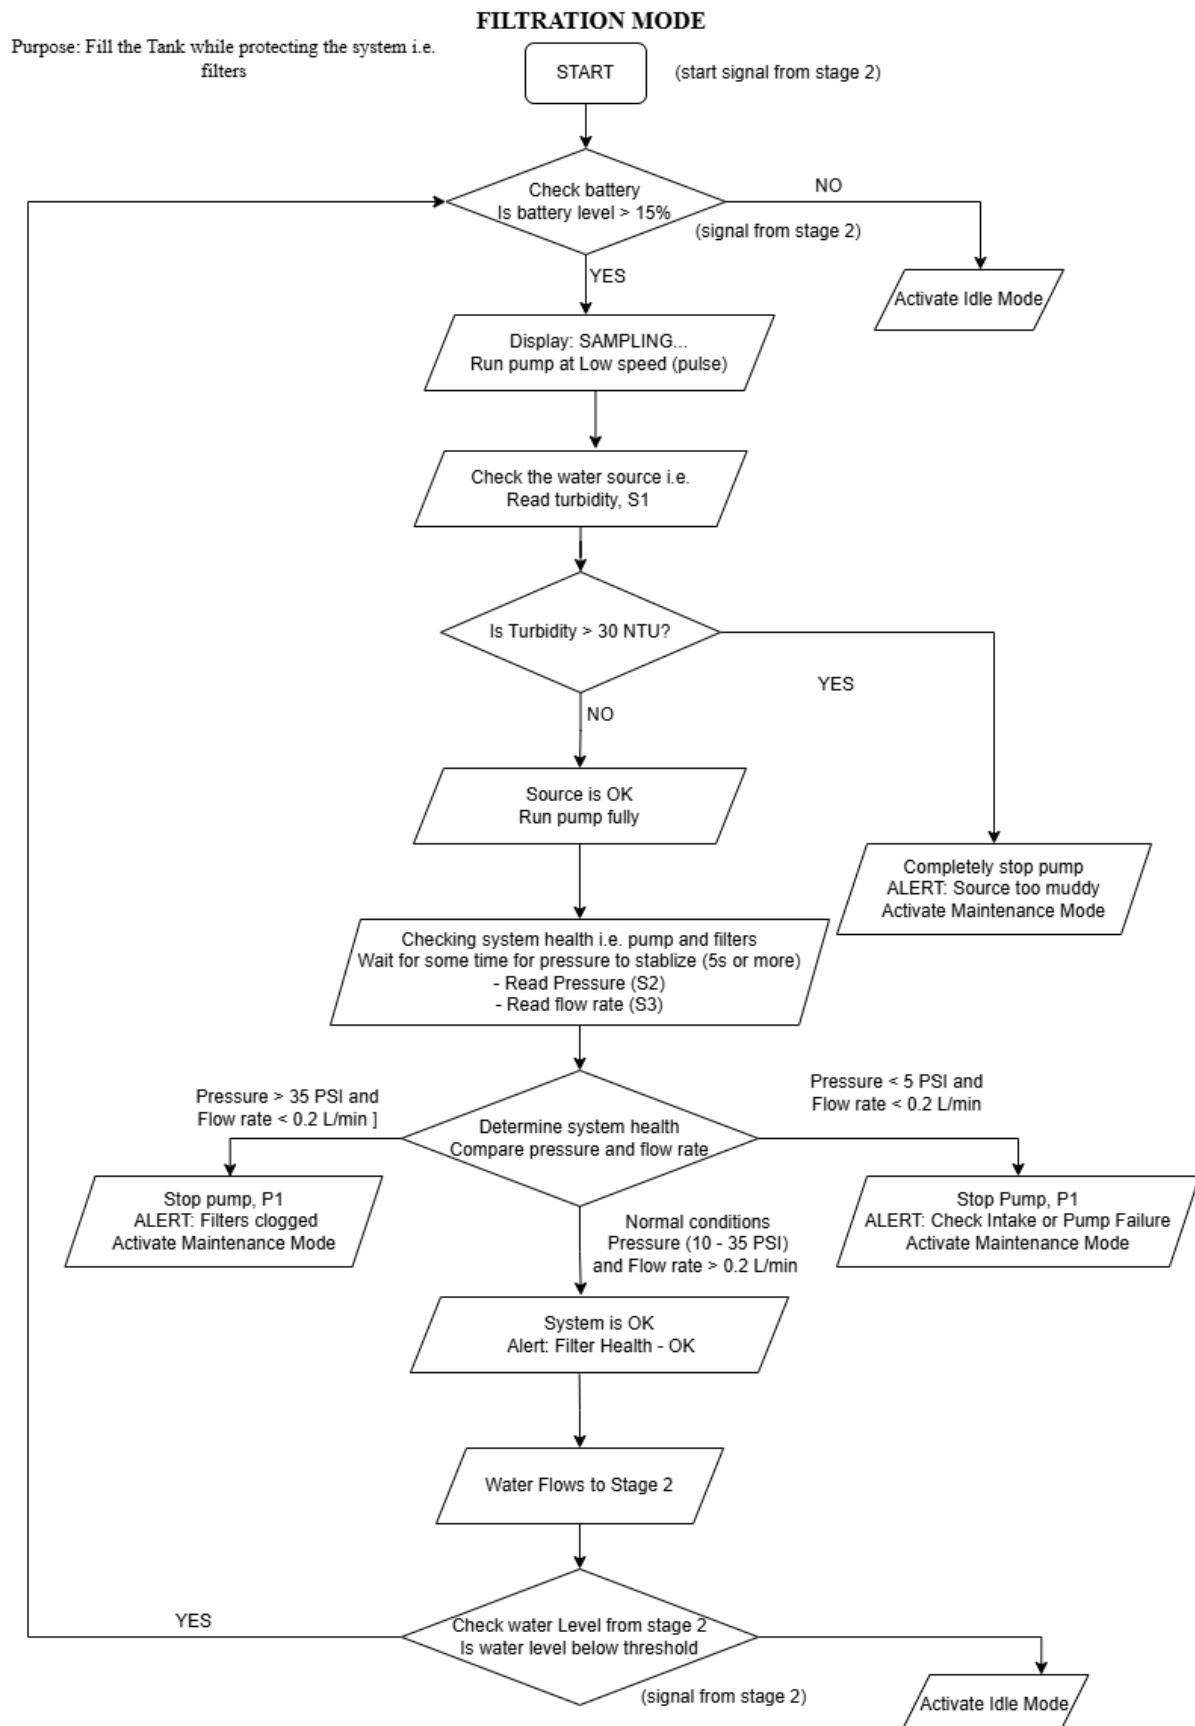 FILTRATION MODE
Purpose: Fill the Tank while protecting the system i.e.
filters
START
(start signal from stage 2)
Check battery
Is battery level > 15%
NO
(signal from stage 2)
YES
Activate Idle Mode
Display: SAMPLING...
Run pump at Low speed (pulse)
Check the water source i.e.
Read turbidity, S1
Is Turbidity > 30 NTU?
YES
NO
Source is OK
Run pump fully
Completely stop pump
ALERT: Source too muddy
Activate Maintenance Mode
Checking system health i.e. pump and filters
Wait for some time for pressure to stablize (5s or more)
- Read Pressure (S2)
- Read flow rate (S3)
Pressure > 35 PSI and
Flow rate < 0.2 L/min ]
Determine system health
Compare pressure and flow rate
Pressure < 5 PSI and
Flow rate < 0.2 L/min
Stop pump, P1
ALERT: Filters clogged
Activate Maintenance Mode
Stop Pump, P1
ALERT: Check Intake or Pump Failure
Activate Maintenance Mode
Normal conditions
Pressure (10 - 35 PSI)
and Flow rate > 0.2 L/min
System is OK
Alert: Filter Health - OK
Water Flows to Stage 2
YES
Check water Level from stage 2
Is water level below threshold
(signal from stage 2)
Activate Idle Mode